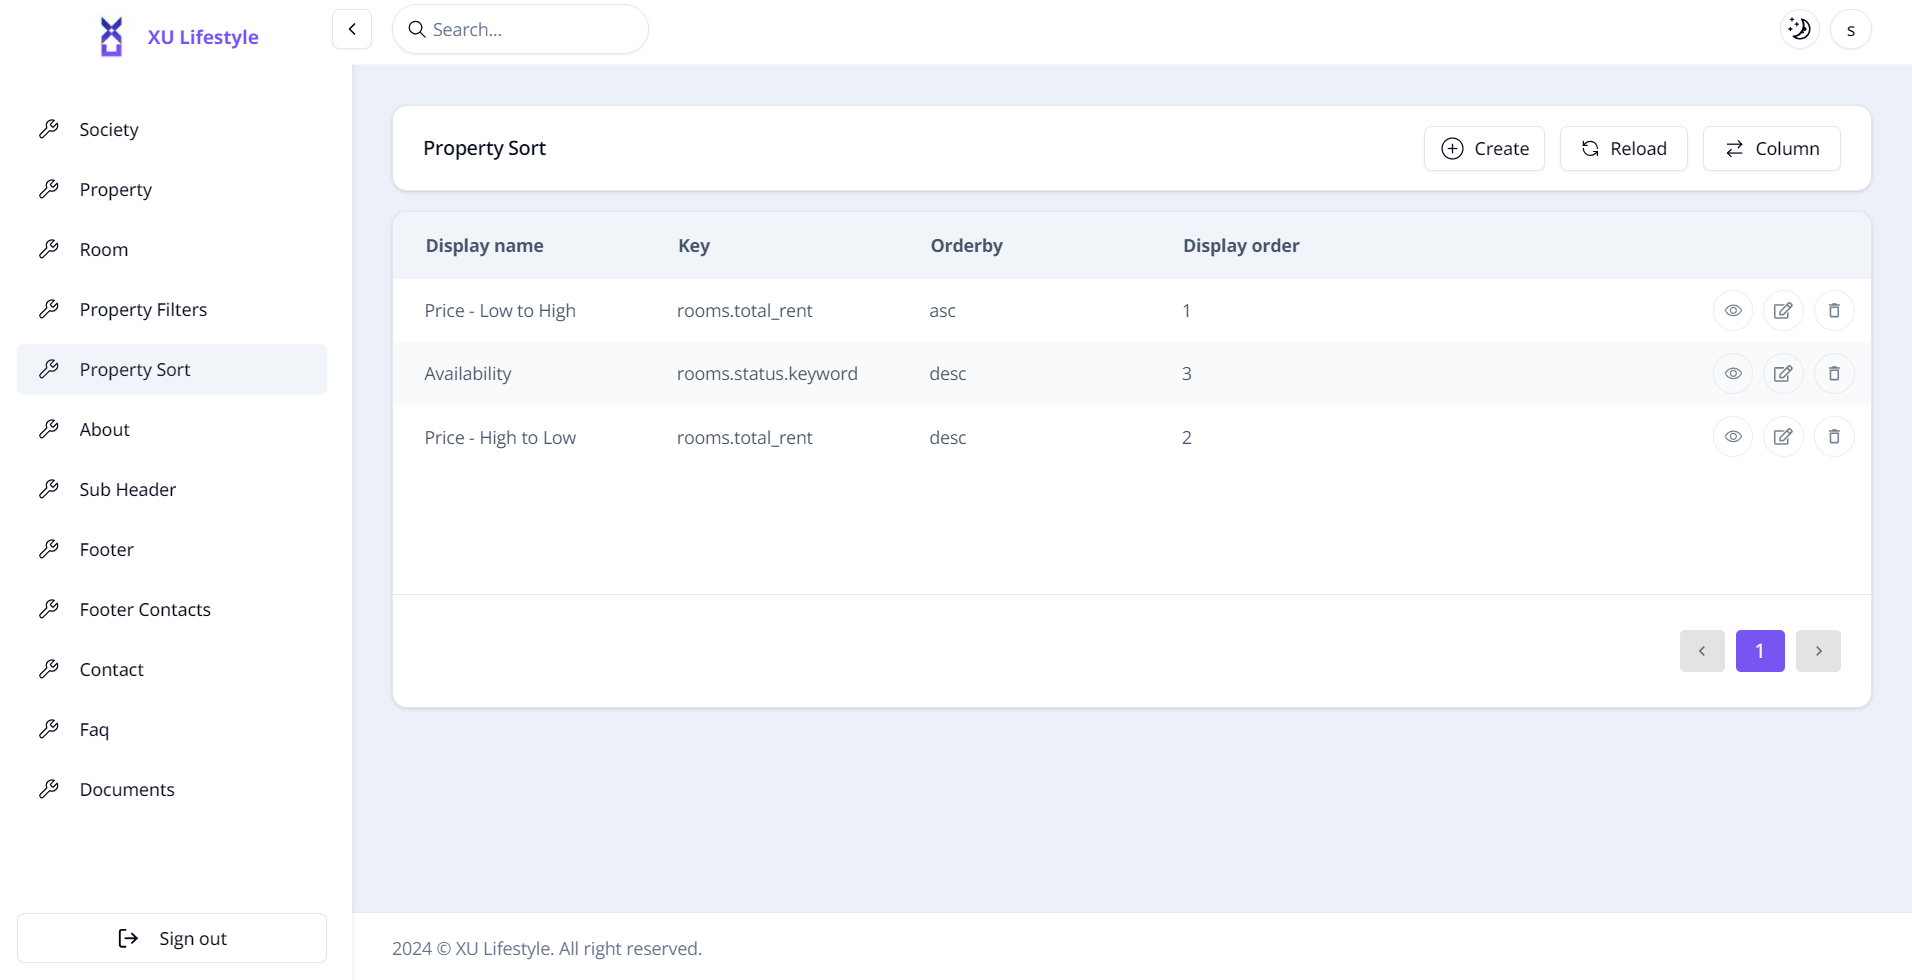 XU Lifestyle
Search...
s
Society
Property
Room
Property Filters
Property Sort
About
Sub Header
Footer
Footer Contacts
Contact
Faq
Documents
Sign out
Property Sort
Create
Reload
Column
Display name Key Orderby Display order
Price - Low to High rooms.total_rent asc 1
Availability rooms.status.keyword desc 3
Price - High to Low rooms.total_rent desc 2
1
2024 © XU Lifestyle. All right reserved.